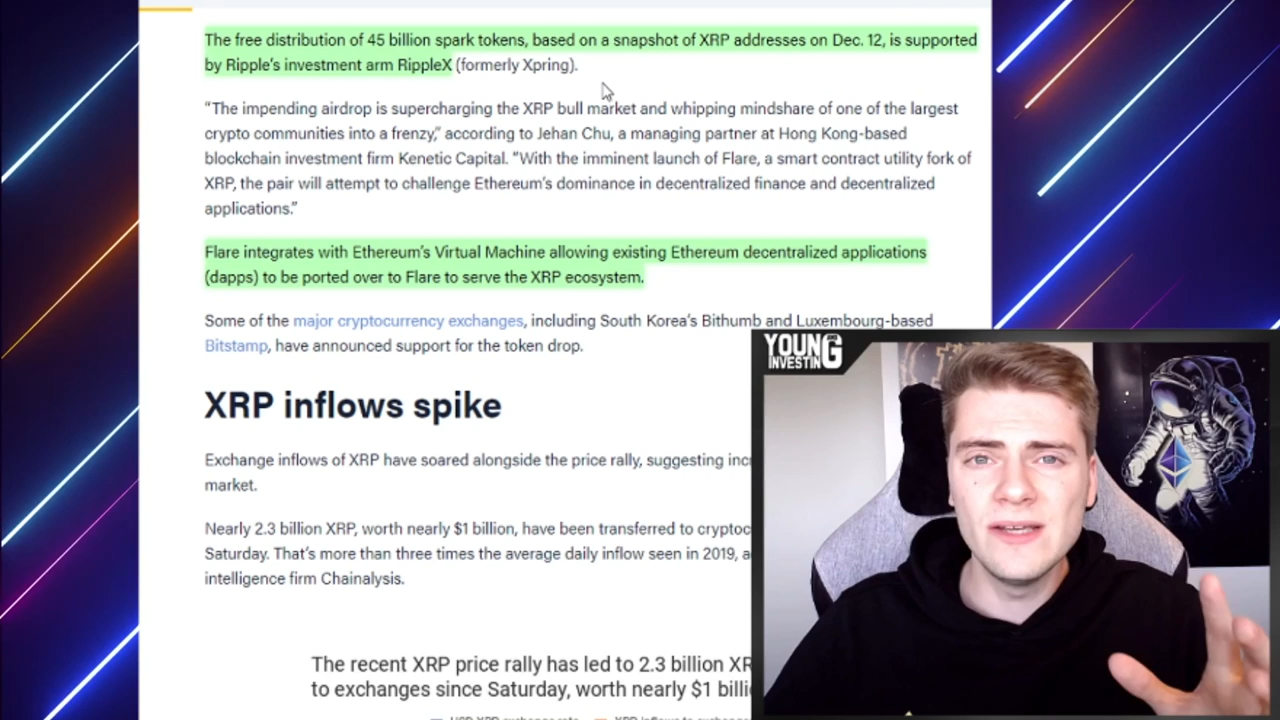 The free distribution of 45 billion spark tokens, based on a snapshot of XRP addresses on Dec. 12, is supported
by Ripple's investment arm RippleX (formerly Xpring).
“The impending airdrop is supercharging the XRP bull market and whipping mindshare of one of the largest
crypto communities into a frenzy,” according to Jehan Chu, a managing partner at Hong Kong-based
blockchain investment firm Kenetic Capital. “With the imminent launch of Flare, a smart contract utility fork of
XRP, the pair will attempt to challenge Ethereum's dominance in decentralized finance and decentralized
applications.”
Flare integrates with Ethereum's Virtual Machine allowing existing Ethereum decentralized applications
(dapps) to be ported over to Flare to serve the XRP ecosystem.
Some of the major cryptocurrency exchanges, including South Korea's Bithumb and Luxembourg-based
Bitstamp, have announced support for the token drop.
YOUNG AND
INVESTING
XRP inflows spike
Exchange inflows of XRP have soared alongside the price rally, suggesting
market.
Nearly 2.3 billion XRP, worth nearly $1 billion, have been transferred to
Saturday. That's more than three times the average daily inflow seen in 2019,
intelligence firm Chainalysis.
The recent XRP price rally has led to 2.3 billion
to exchanges since Saturday, worth nearly $1